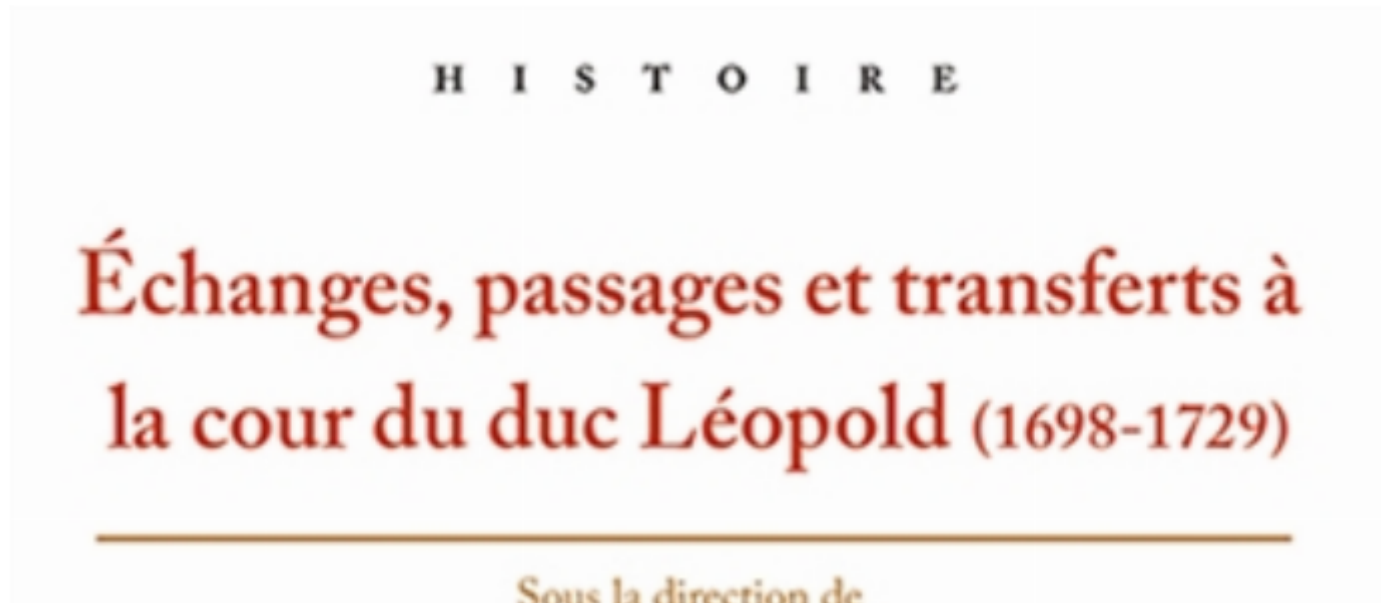 HISTOIRE
Échanges, passages et transferts à
la cour du duc Léopold (1698-1729)
Sous la direction de